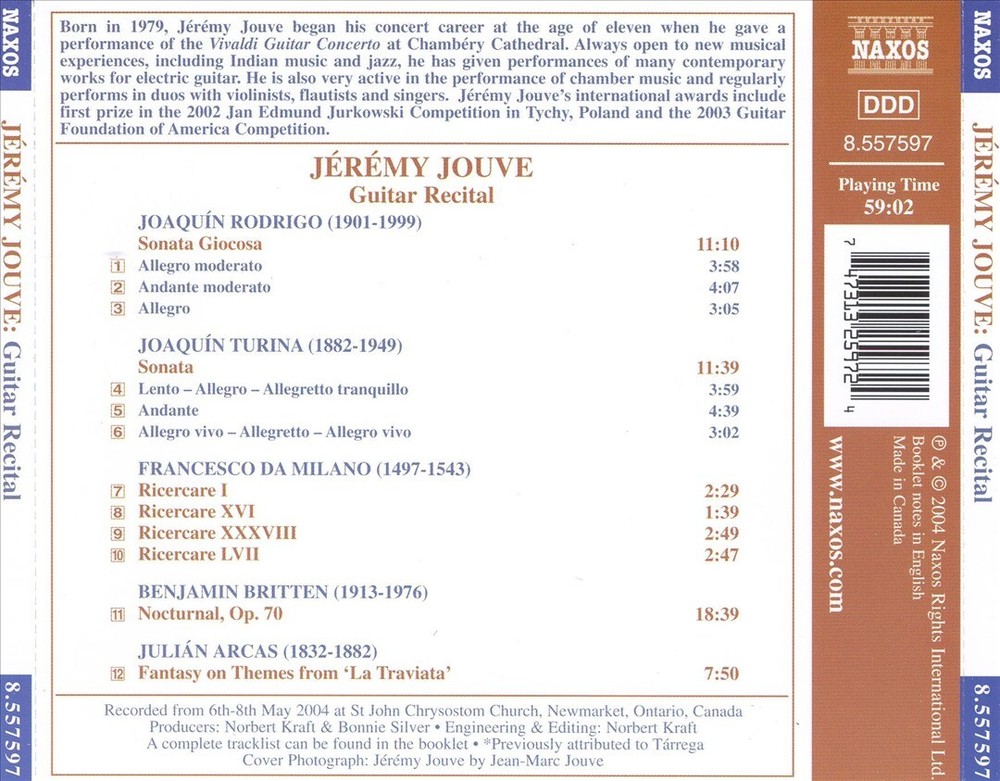 NAXOS
JÉRÉMY JOUVE: Guitar Recital
8.557597
Born in 1979, Jérémy Jouve began his concert career at the age of eleven when he gave a
performance of the Vivaldi Guitar Concerto at Chambéry Cathedral. Always open to new musical
experiences, including Indian music and jazz, he has given performances of many contemporary
works for electric guitar. He is also very active in the performance of chamber music and regularly
performs in duos with violinists, flautists and singers. Jérémy Jouve's international awards include
first prize in the 2002 Jan Edmund Jurkowski Competition in Tychy, Poland and the 2003 Guitar
Foundation of America Competition.
JÉRÉMY JOUVE
Guitar Recital
JOAQUÍN RODRIGO (1901-1999)
Sonata Giocosa 11:10
1 Allegro moderato 3:58
2 Andante moderato 4:07
3 Allegro 3:05
JOAQUÍN TURINA (1882-1949)
Sonata 11:39
4 Lento – Allegro – Allegretto tranquillo 3:59
5 Andante 4:39
6 Allegro vivo – Allegretto – Allegro vivo 3:02
FRANCESCO DA MILANO (1497-1543)
7 Ricercare I 2:29
8 Ricercare XVI 1:39
9 Ricercare XXXVIII 2:49
10 Ricercare LVII 2:47
BENJAMIN BRITTEN (1913-1976)
11 Nocturnal, Op. 70 18:39
JULIÁN ARCAS (1832-1882)
12 Fantasy on Themes from 'La Traviata' 7:50
Recorded from 6th-8th May 2004 at St John Chrysostom Church, Newmarket, Ontario, Canada
Producers: Norbert Kraft & Bonnie Silver • Engineering & Editing: Norbert Kraft
A complete tracklist can be found in the booklet • *Previously attributed to Tárrega
Cover Photograph: Jérémy Jouve by Jean-Marc Jouve
NAXOS
DDD
8.557597
Playing Time
59:02
7 47313 25972 4
www.naxos.com
℗ & © 2004 Naxos Rights International Ltd
Booklet notes in English
Made in Canada
NAXOS
JÉRÉMY JOUVE: Guitar Recital
8.557597